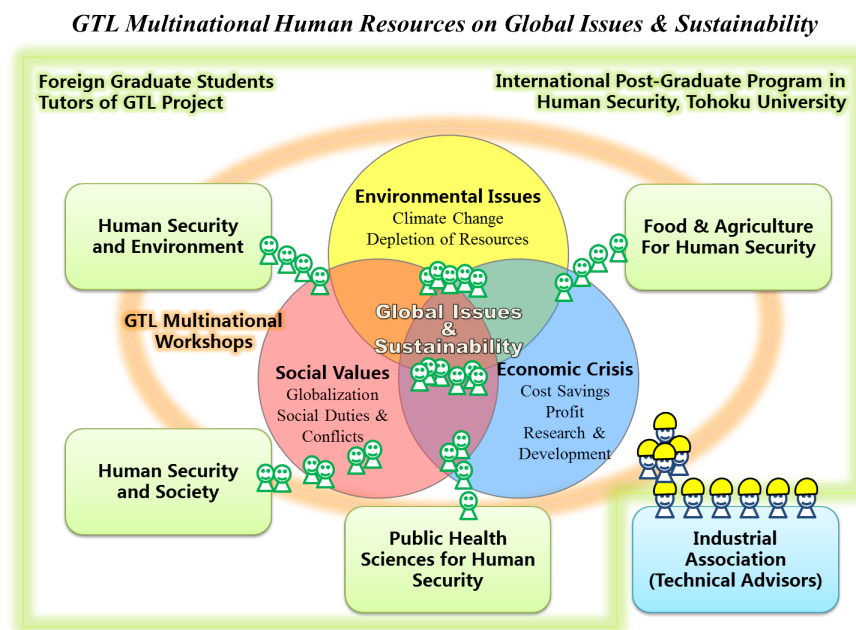 GTL Multinational Human Resources on Global Issues & Sustainability
Foreign Graduate Students
Tutors of GTL Project
International Post-Graduate Program in
Human Security, Tohoku University
Environmental Issues
Climate Change
Depletion of Resources
Human Security
and Environment
Food & Agriculture
For Human Security
GTL Multinational
Workshops
Global Issues
&
Sustainability
Social Values
Globalization
Social Duties &
Conflicts
Economic Crisis
Cost Savings
Profit
Research &
Development
Human Security
and Society
Public Health
Sciences for Human
Security
Industrial
Association
(Technical Advisors)